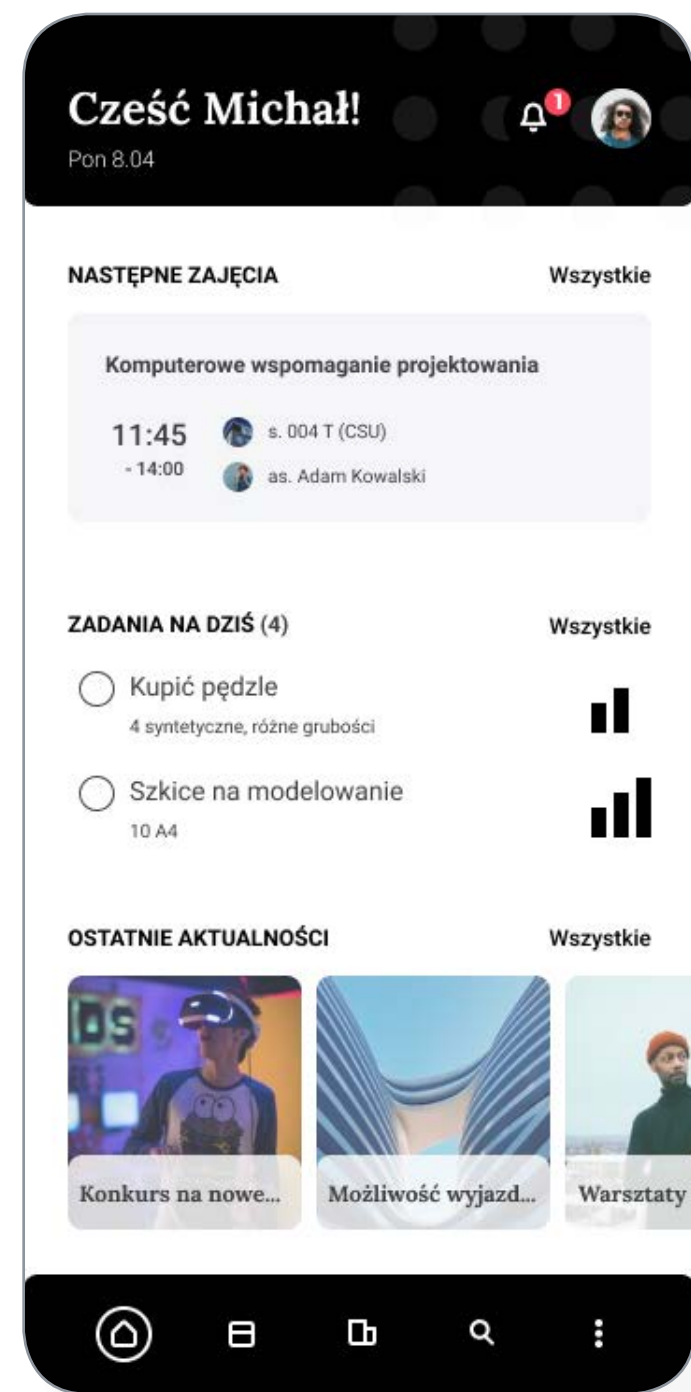 Cześć Michał!
1
Pon 8.04
NASTĘPNE ZAJĘCIA
Wszystkie
Komputerowe wspomaganie projektowania
11:45
- 14:00
s. 004 T (CSU)
as. Adam Kowalski
ZADANIA NA DZIŚ (4)
Wszystkie
Kupić pędzle
4 syntetyczne, różne grubości
Szkice na modelowanie
10 A4
OSTATNIE AKTUALNOŚCI
Wszystkie
Konkurs na nowe...
Możliwość wyjazd...
Warsztaty